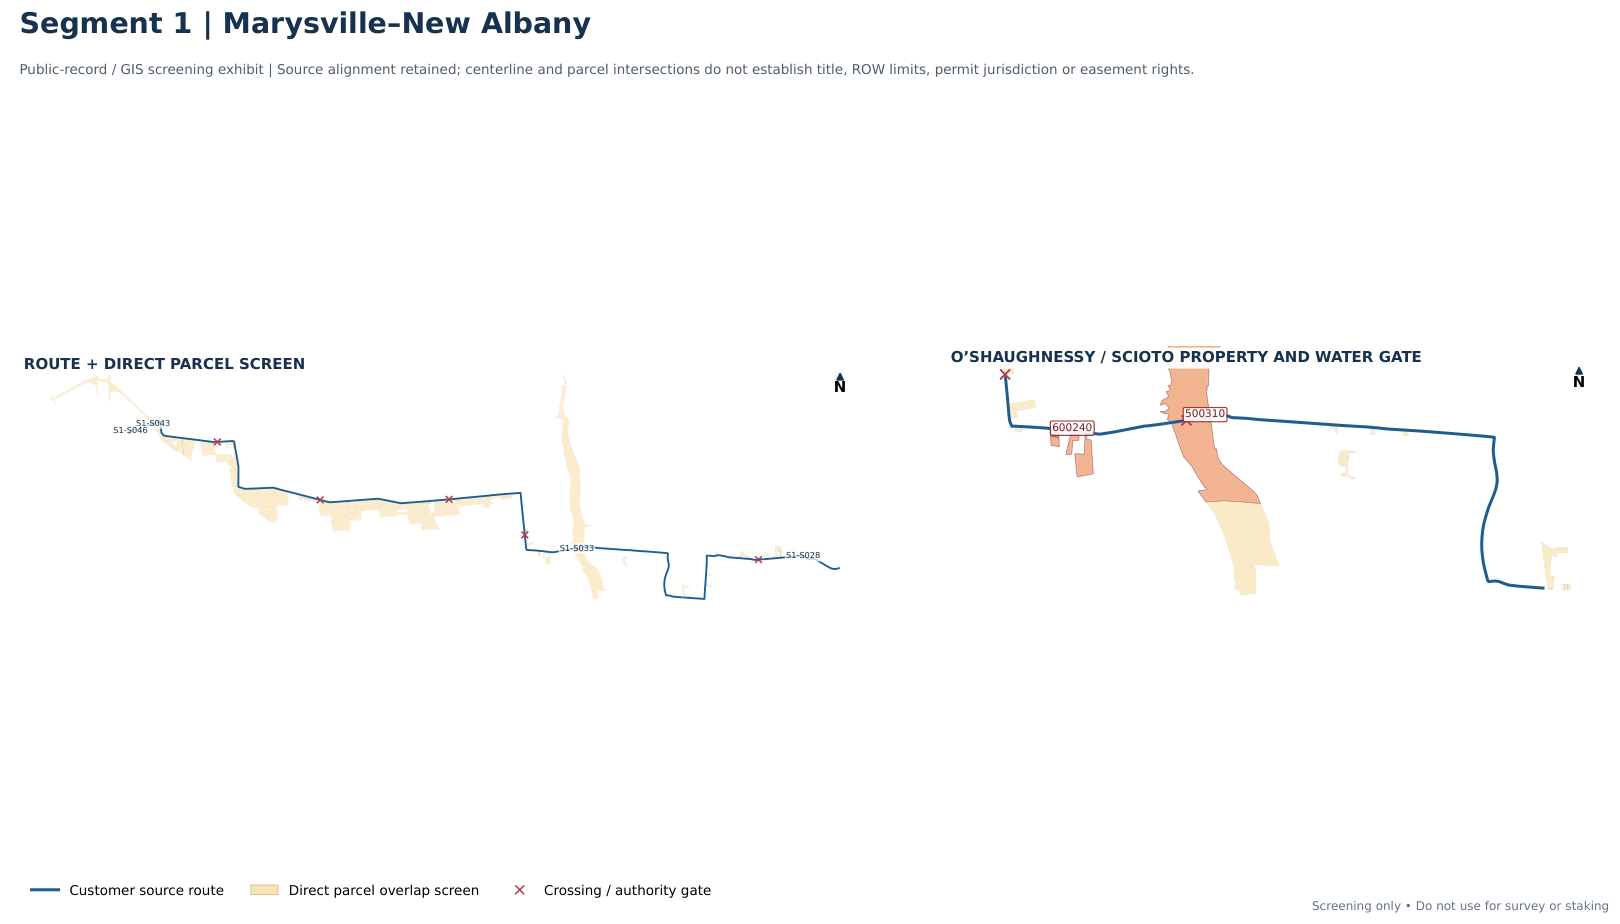 Segment 1 | Marysville–New Albany
Public-record / GIS screening exhibit | Source alignment retained; centerline and parcel intersections do not establish title, ROW limits, permit jurisdiction or easement rights.
ROUTE + DIRECT PARCEL SCREEN
N
S1-S043
S1-S046
S1-S033
S1-S028
O’SHAUGHNESSY / SCIOTO PROPERTY AND WATER GATE
N
500310
600240
Customer source route
Direct parcel overlap screen
Crossing / authority gate
Screening only • Do not use for survey or staking